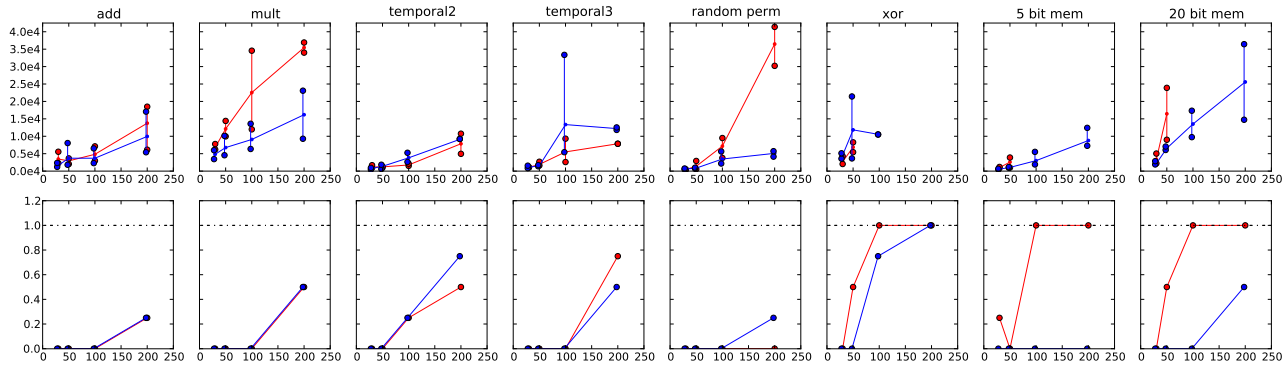 add mult temporal2 temporal3 random perm xor 5 bit mem 20 bit mem
4.0e4
3.5e4
3.0e4
2.5e4
2.0e4
1.5e4
1.0e4
0.5e4
0.0e4
0 50 100 150 200 250 0 50 100 150 200 250 0 50 100 150 200 250 0 50 100 150 200 250 0 50 100 150 200 250 0 50 100 150 200 250 0 50 100 150 200 250 0 50 100 150 200 250
1.2
1.0
0.8
0.6
0.4
0.2
0.0
0 50 100 150 200 250 0 50 100 150 200 250 0 50 100 150 200 250 0 50 100 150 200 250 0 50 100 150 200 250 0 50 100 150 200 250 0 50 100 150 200 250 0 50 100 150 200 250